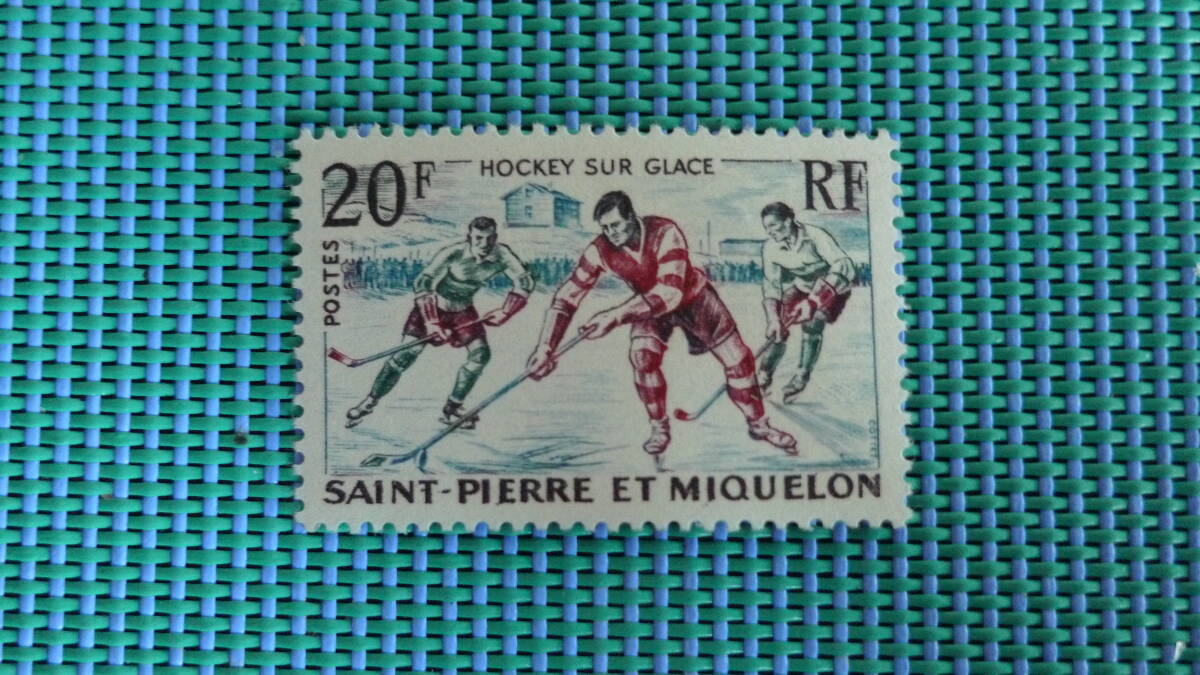 20F
HOCKEY SUR GLACE
RF
POSTES
SAINT-PIERRE ET MIQUELON